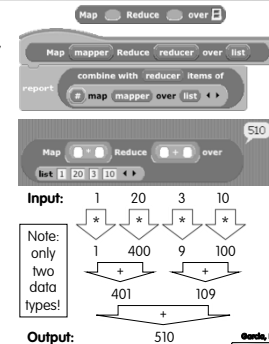 Map Reduce over
Map mapper Reduce reducer over list
report combine with reducer items of
# map mapper over list
510
Map * Reduce + over
list 1 20 3 10
Input: 1 20 3 10
* * * *
Note:
only
two
data
types!
1 400 9 100
+ +
401 109
+
Output: 510
Garcia,